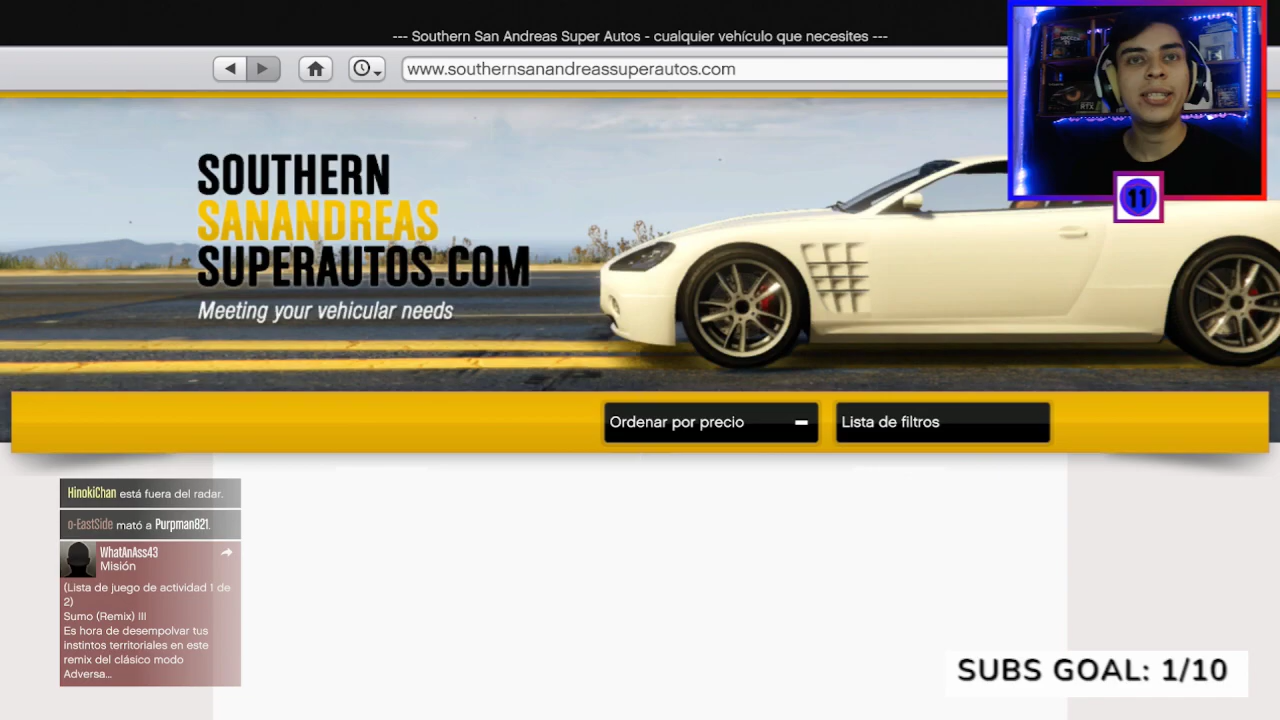 --- Southern San Andreas Super Autos - cualquier vehículo que necesites ---
www.southernsanandreassuperautos.com
SOUTHERN
SANANDREAS
SUPERAUTOS.COM
Meeting your vehicular needs
11
Ordenar por precio
Lista de filtros
HinokiChan está fuera del radar.
o-EastSide mató a Purpman821.
WhatAnAss43
Misión
(Lista de juego de actividad 1 de
2)
Sumo (Remix) III
Es hora de desempolvar tus
instintos territoriales en este
remix del clásico modo
Adversa...
SUBS GOAL: 1/10